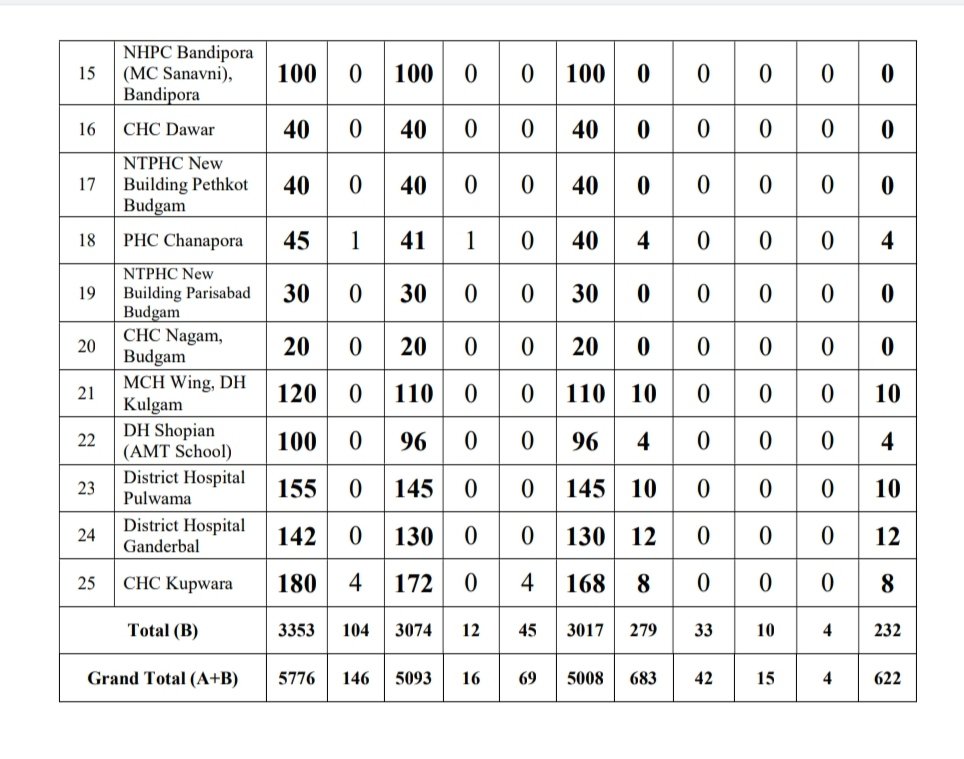 15 NHPC Bandipora (MC Sanavni), Bandipora 100 0 100 0 0 100 0 0 0 0 0
16 CHC Dawar 40 0 40 0 0 40 0 0 0 0 0
17 NTPHC New Building Pethkot Budgam 40 0 40 0 0 40 0 0 0 0 0
18 PHC Chanapora 45 1 41 1 0 40 4 0 0 0 4
19 NTPHC New Building Parisabad Budgam 30 0 30 0 0 30 0 0 0 0 0
20 CHC Nagam, Budgam 20 0 20 0 0 20 0 0 0 0 0
21 MCH Wing, DH Kulgam 120 0 110 0 0 110 10 0 0 0 10
22 DH Shopian (AMT School) 100 0 96 0 0 96 4 0 0 0 4
23 District Hospital Pulwama 155 0 145 0 0 145 10 0 0 0 10
24 District Hospital Ganderbal 142 0 130 0 0 130 12 0 0 0 12
25 CHC Kupwara 180 4 172 0 4 168 8 0 0 0 8
Total (B) 3353 104 3074 12 45 3017 279 33 10 4 232
Grand Total (A+B) 5776 146 5093 16 69 5008 683 42 15 4 622